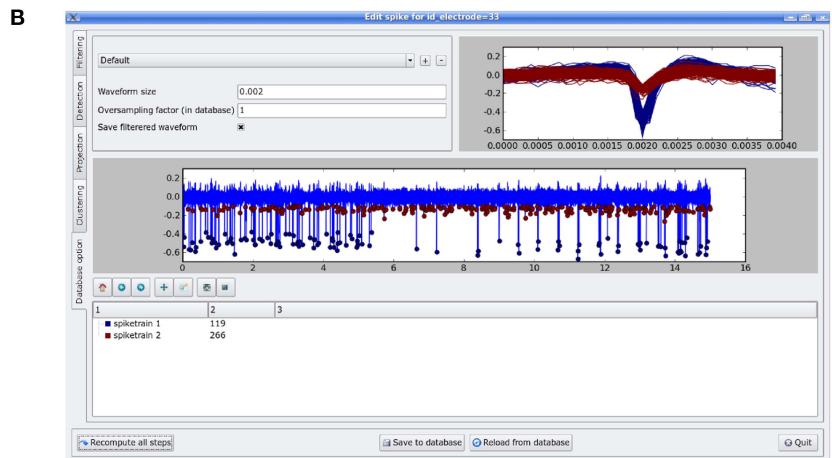 B
Edit spike for id_electrode=33
Filtering
Detection
Projection
Clustering
Database option
Default
+ -
Waveform size 0.002
Oversampling factor (in database) 1
Save filterered waveform
0.2
0.0
-0.2
-0.4
-0.6
0.0000 0.0005 0.0010 0.0015 0.0020 0.0025 0.0030 0.0035 0.0040
0.2
0.0
-0.2
-0.4
-0.6
0 2 4 6 8 10 12 14 16
1 2 3
spiketrain 1 119
spiketrain 2 266
Recompute all steps Save to database Reload from database Quit